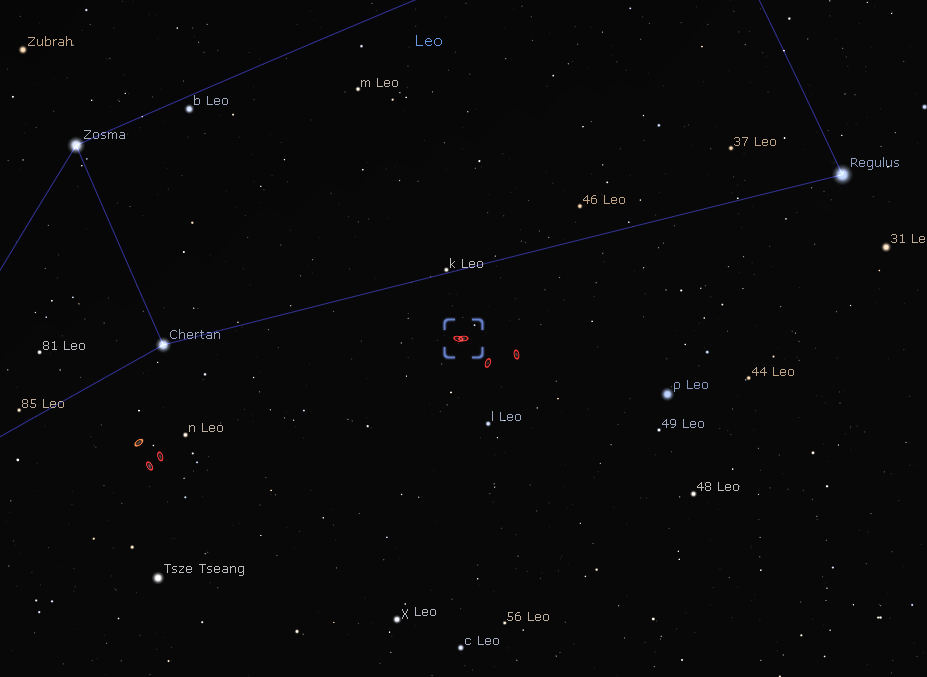 Zubrah
Leo
m Leo
b Leo
Zosma
37 Leo
Regulus
46 Leo
31 Le
k Leo
Chertan
81 Leo
44 Leo
ρ Leo
85 Leo
l Leo
49 Leo
n Leo
48 Leo
Tsze Tseang
χ Leo
56 Leo
c Leo